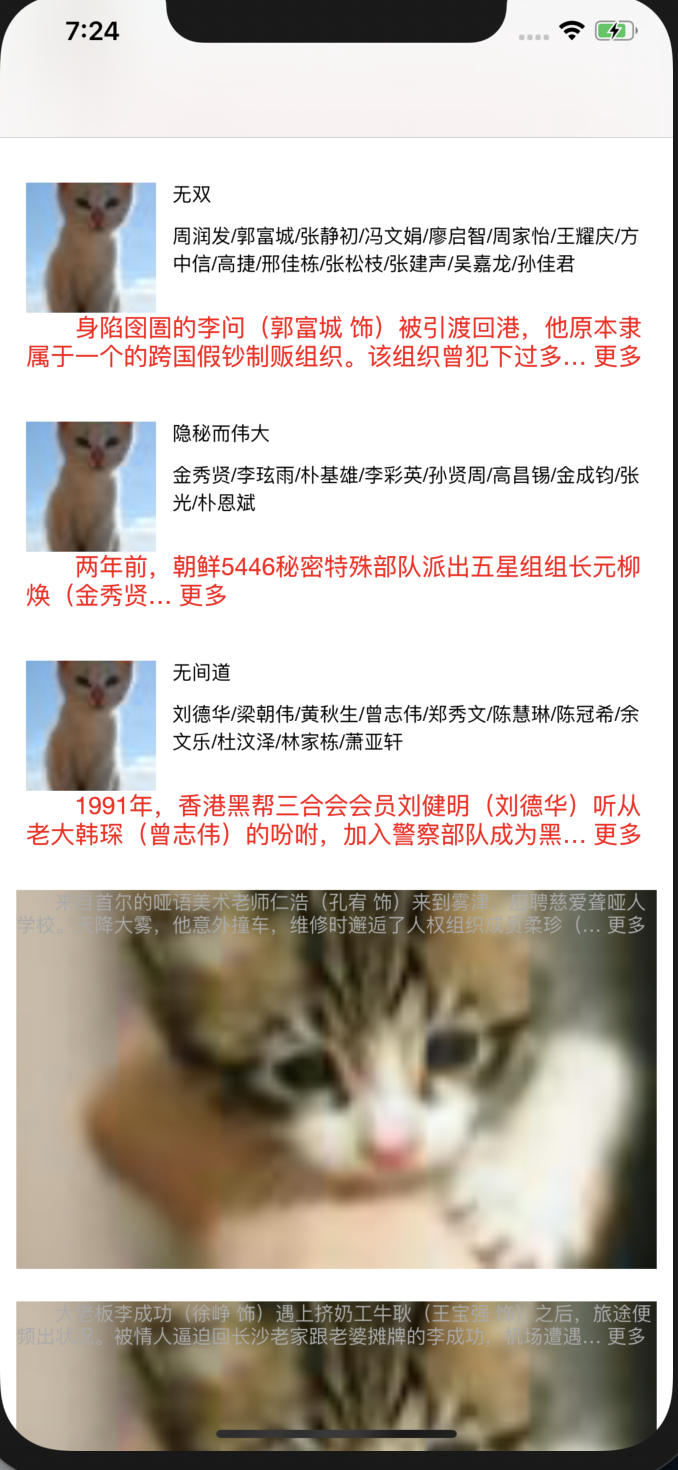 7:24
无双
周润发/郭富城/张静初/冯文娟/廖启智/周家怡/王耀庆/方
中信/高捷/邢佳栋/张松枝/张建声/吴嘉龙/孙佳君
身陷囹圄的李问（郭富城 饰）被引渡回港，他原本隶
属于一个的跨国假钞制贩组织。该组织曾犯下过多… 更多
隐秘而伟大
金秀贤/李玹雨/朴基雄/李彩英/孙贤周/高昌锡/金成钧/张
光/朴恩斌
两年前，朝鲜5446秘密特殊部队派出五星组组长元柳
焕（金秀贤… 更多
无间道
刘德华/梁朝伟/黄秋生/曾志伟/郑秀文/陈慧琳/陈冠希/余
文乐/杜汶泽/林家栋/萧亚轩
1991年，香港黑帮三合会会员刘健明（刘德华）听从
老大韩琛（曾志伟）的吩咐，加入警察部队成为黑… 更多
来自首尔的哑语美术老师仁浩（孔宥 饰）来到雾津，应聘慈爱聋哑人
学校。天降大雾，他意外撞车，维修时邂逅了人权组织成员柔珍（… 更多
大老板李成功（徐峥 饰）遇上挤奶工牛耿（王宝强 饰）之后，旅途便
频出状况。被情人逼迫回长沙老家跟老婆摊牌的李成功，机场遭遇… 更多